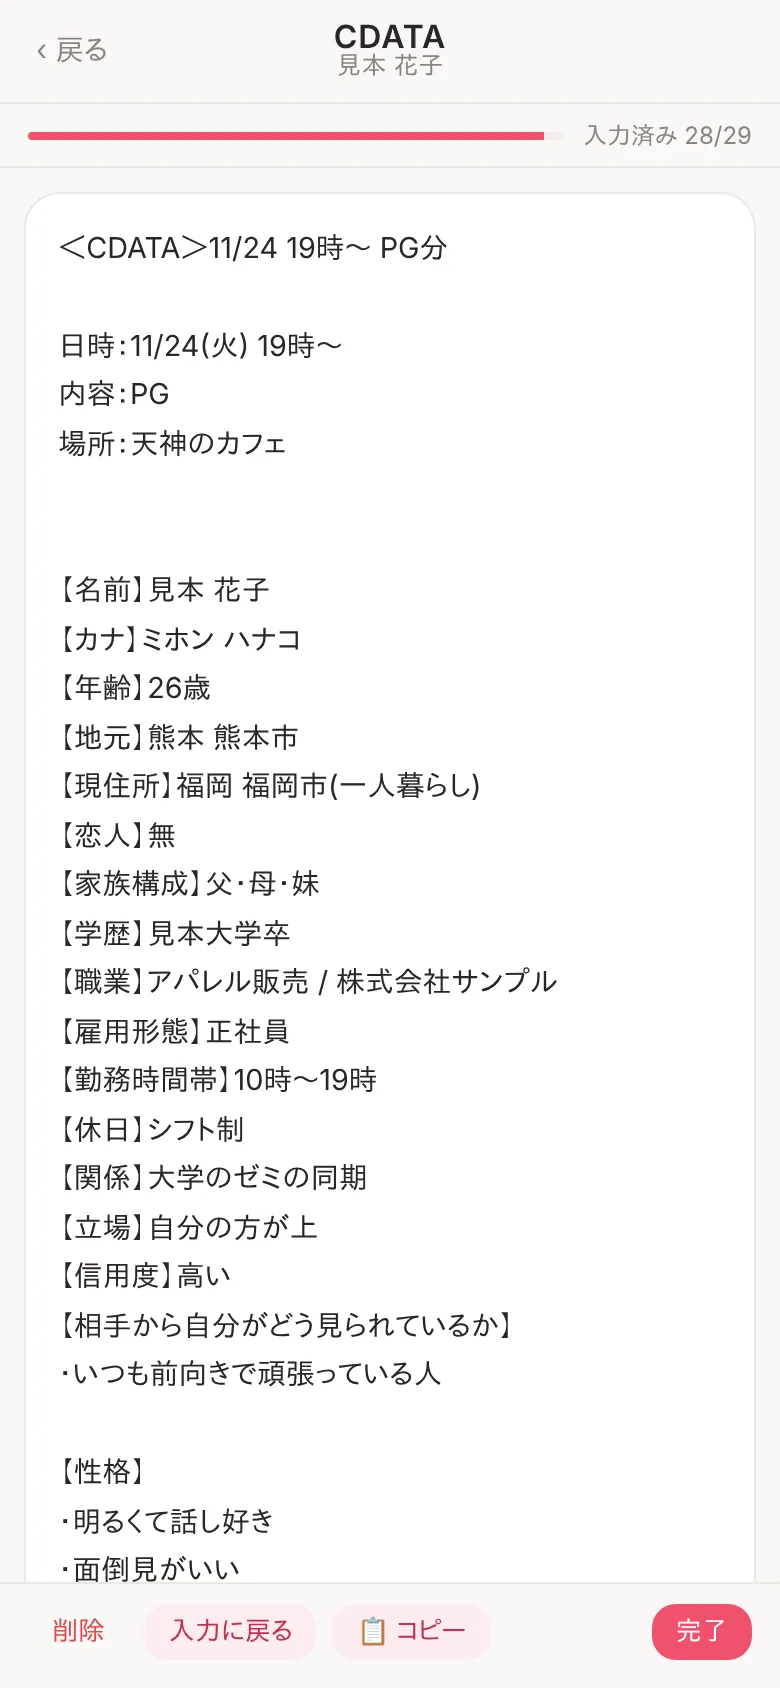 ‹ 戻る
CDATA
見本 花子
入力済み 28/29
＜CDATA＞11/24 19時〜 PG分
日時：11/24(火) 19時〜
内容：PG
場所：天神のカフェ
【名前】見本 花子
【カナ】ミホン ハナコ
【年齢】26歳
【地元】熊本 熊本市
【現住所】福岡 福岡市(一人暮らし)
【恋人】無
【家族構成】父・母・妹
【学歴】見本大学卒
【職業】アパレル販売 / 株式会社サンプル
【雇用形態】正社員
【勤務時間帯】10時〜19時
【休日】シフト制
【関係】大学のゼミの同期
【立場】自分の方が上
【信用度】高い
【相手から自分がどう見られているか】
・いつも前向きで頑張っている人
【性格】
・明るくて話し好き
・面倒見がいい
削除
入力に戻る
📋 コピー
完了